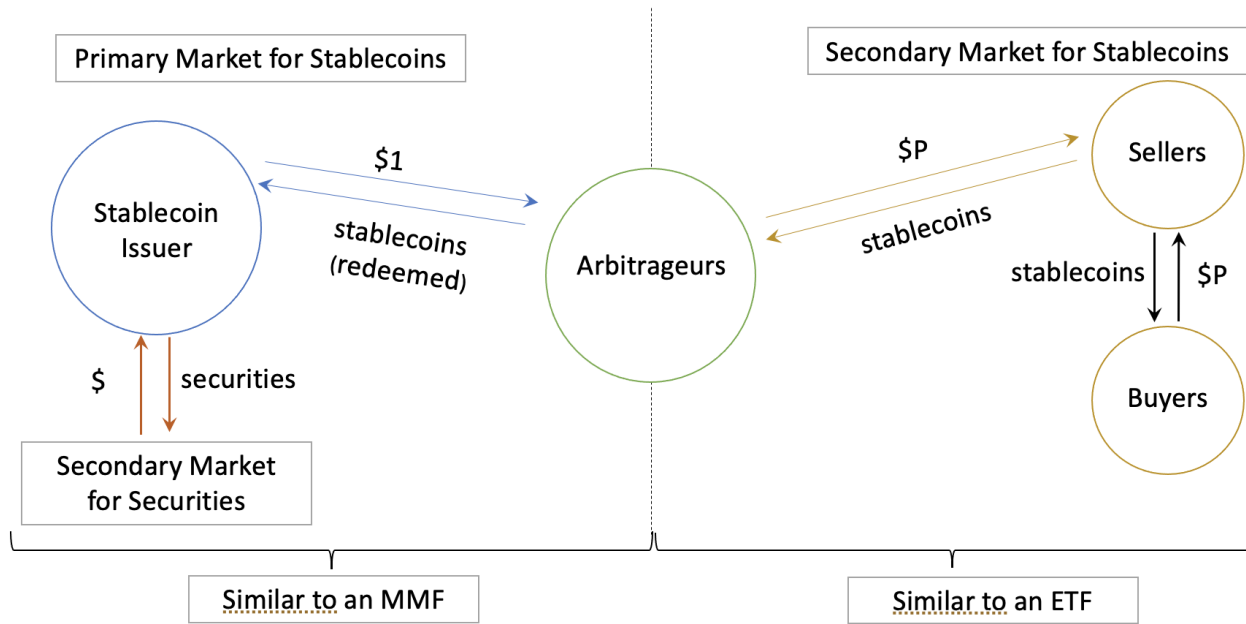 Primary Market for Stablecoins
Secondary Market for Stablecoins
Stablecoin
Issuer
$1
stablecoins
(redeemed)
Arbitrageurs
$P
stablecoins
Sellers
stablecoins
$P
Buyers
$
securities
Secondary Market
for Securities
Similar to an MMF
Similar to an ETF